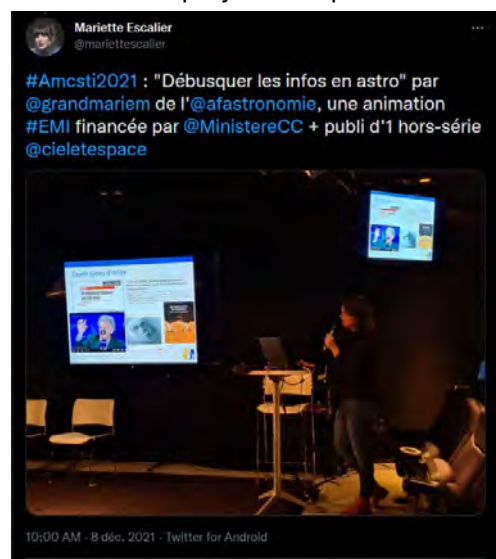 Mariette Escalier
@mariettescalier
#Amcsti2021 : "Débusquer les infos en astro" par
@grandmariem de l'@afastronomie, une animation
#EMI financée par @MinistereCC + publi d'1 hors-série
@cieletespace
10:00 AM · 8 déc. 2021 · Twitter for Android